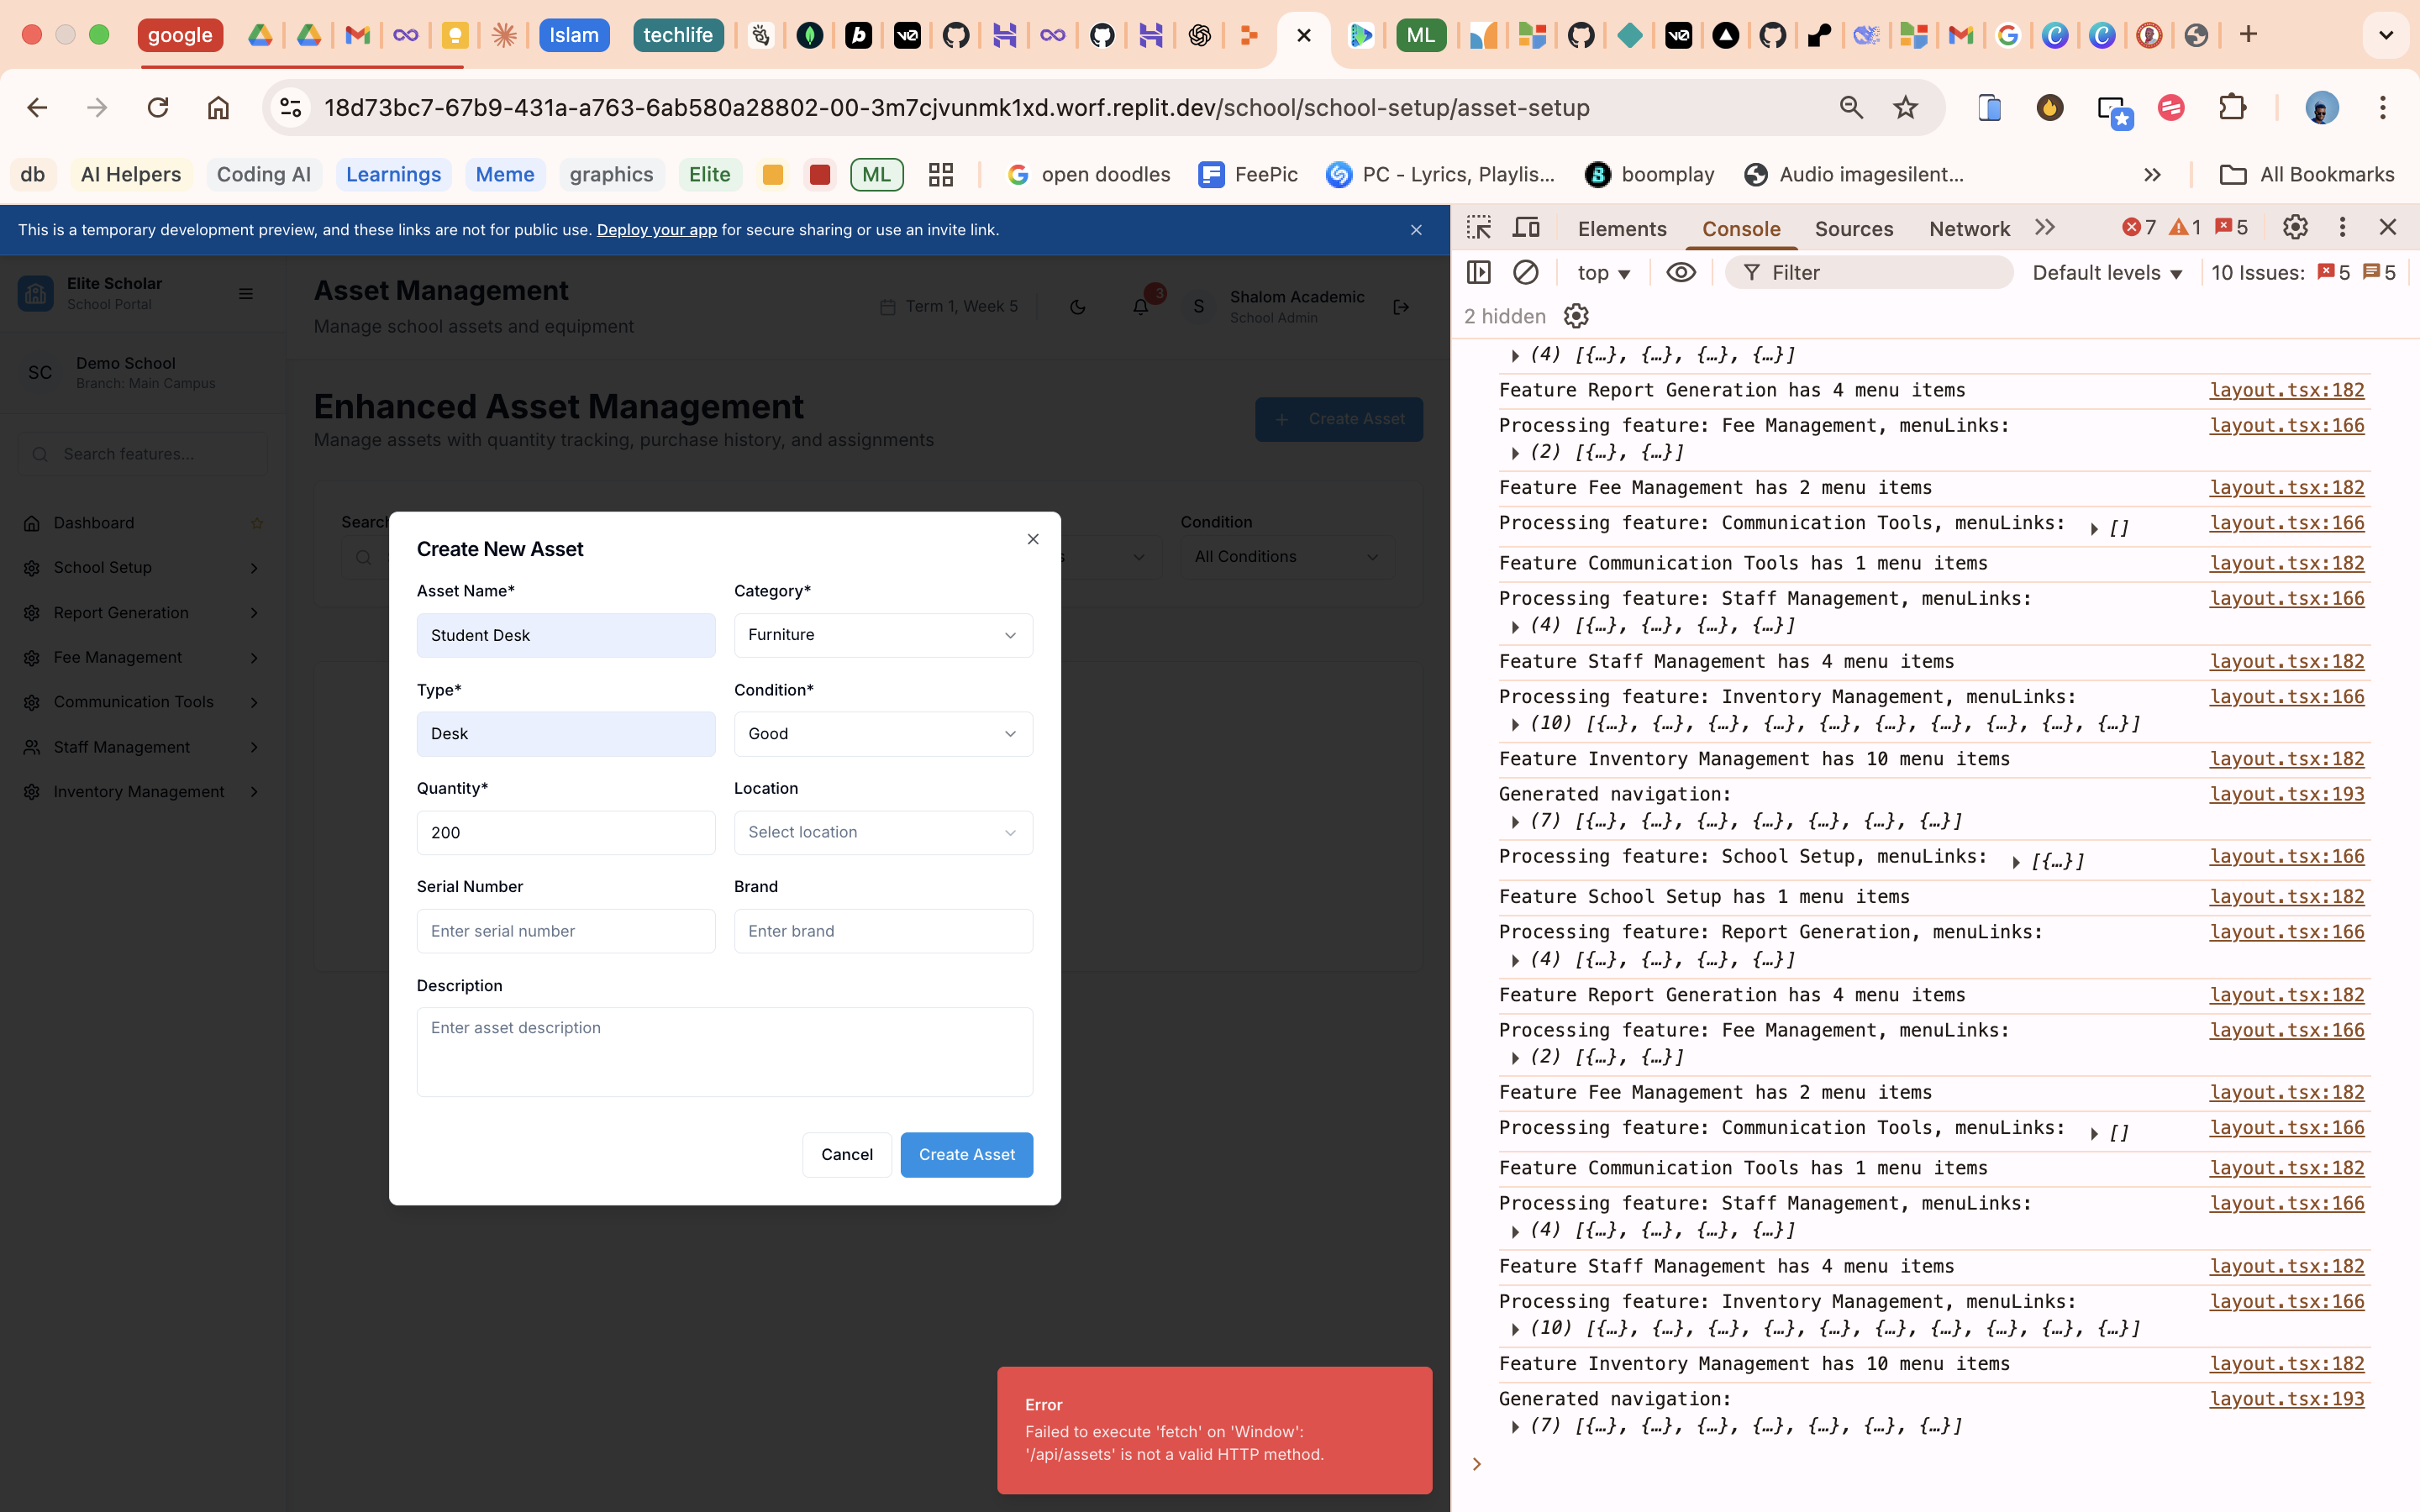 google
Islam
techlife
ML
18d73bc7-67b9-431a-a763-6ab580a28802-00-3m7cjvunmk1xd.worf.replit.dev/school/school-setup/asset-setup
db
AI Helpers
Coding AI
Learnings
Meme
graphics
Elite
ML
open doodles
FeePic
PC - Lyrics, Playlis...
boomplay
Audio imagesilent...
All Bookmarks
This is a temporary development preview, and these links are not for public use. Deploy your app for secure sharing or use an invite link.
Elite Scholar
School Portal
Demo School
SC
Branch: Main Campus
Search features...
Dashboard
School Setup
Report Generation
Fee Management
Communication Tools
Staff Management
Inventory Management
Asset Management
Manage school assets and equipment
Term 1, Week 5
3
S
Shalom Academic
School Admin
Enhanced Asset Management
Manage assets with quantity tracking, purchase history, and assignments
Create Asset
Search
Condition
All Conditions
Create New Asset
Asset Name*
Category*
Student Desk
Furniture
Type*
Condition*
Desk
Good
Quantity*
Location
200
Select location
Serial Number
Brand
Enter serial number
Enter brand
Description
Enter asset description
Cancel
Create Asset
Error
Failed to execute 'fetch' on 'Window':
'/api/assets' is not a valid HTTP method.
Elements
Console
Sources
Network
7
1
5
top
Filter
Default levels
10 Issues:
5
5
2 hidden
(4) [{…}, {…}, {…}, {…}]
Feature Report Generation has 4 menu items layout.tsx:182
Processing feature: Fee Management, menuLinks: layout.tsx:166
(2) [{…}, {…}]
Feature Fee Management has 2 menu items layout.tsx:182
Processing feature: Communication Tools, menuLinks: [] layout.tsx:166
Feature Communication Tools has 1 menu items layout.tsx:182
Processing feature: Staff Management, menuLinks: layout.tsx:166
(4) [{…}, {…}, {…}, {…}]
Feature Staff Management has 4 menu items layout.tsx:182
Processing feature: Inventory Management, menuLinks: layout.tsx:166
(10) [{…}, {…}, {…}, {…}, {…}, {…}, {…}, {…}, {…}, {…}]
Feature Inventory Management has 10 menu items layout.tsx:182
Generated navigation: layout.tsx:193
(7) [{…}, {…}, {…}, {…}, {…}, {…}, {…}]
Processing feature: School Setup, menuLinks: [{…}] layout.tsx:166
Feature School Setup has 1 menu items layout.tsx:182
Processing feature: Report Generation, menuLinks: layout.tsx:166
(4) [{…}, {…}, {…}, {…}]
Feature Report Generation has 4 menu items layout.tsx:182
Processing feature: Fee Management, menuLinks: layout.tsx:166
(2) [{…}, {…}]
Feature Fee Management has 2 menu items layout.tsx:182
Processing feature: Communication Tools, menuLinks: [] layout.tsx:166
Feature Communication Tools has 1 menu items layout.tsx:182
Processing feature: Staff Management, menuLinks: layout.tsx:166
(4) [{…}, {…}, {…}, {…}]
Feature Staff Management has 4 menu items layout.tsx:182
Processing feature: Inventory Management, menuLinks: layout.tsx:166
(10) [{…}, {…}, {…}, {…}, {…}, {…}, {…}, {…}, {…}, {…}]
Feature Inventory Management has 10 menu items layout.tsx:182
Generated navigation: layout.tsx:193
(7) [{…}, {…}, {…}, {…}, {…}, {…}, {…}]